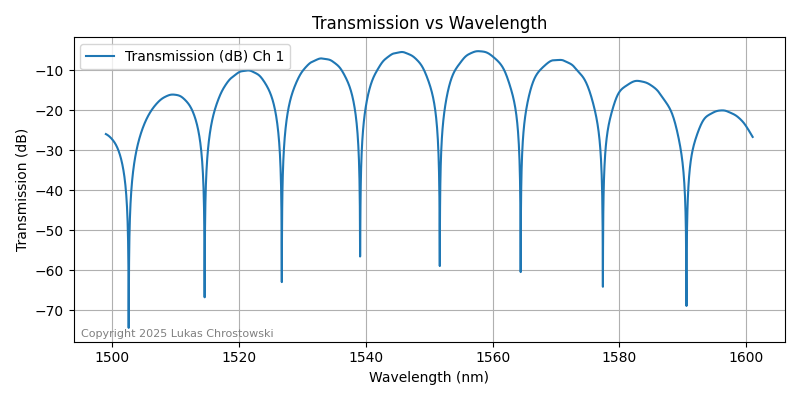 Transmission vs Wavelength
Transmission (dB) Ch 1
−10
−20
−30
−40
−50
−60
−70
Transmission (dB)
Copyright 2025 Lukas Chrostowski
1500 1520 1540 1560 1580 1600
Wavelength (nm)